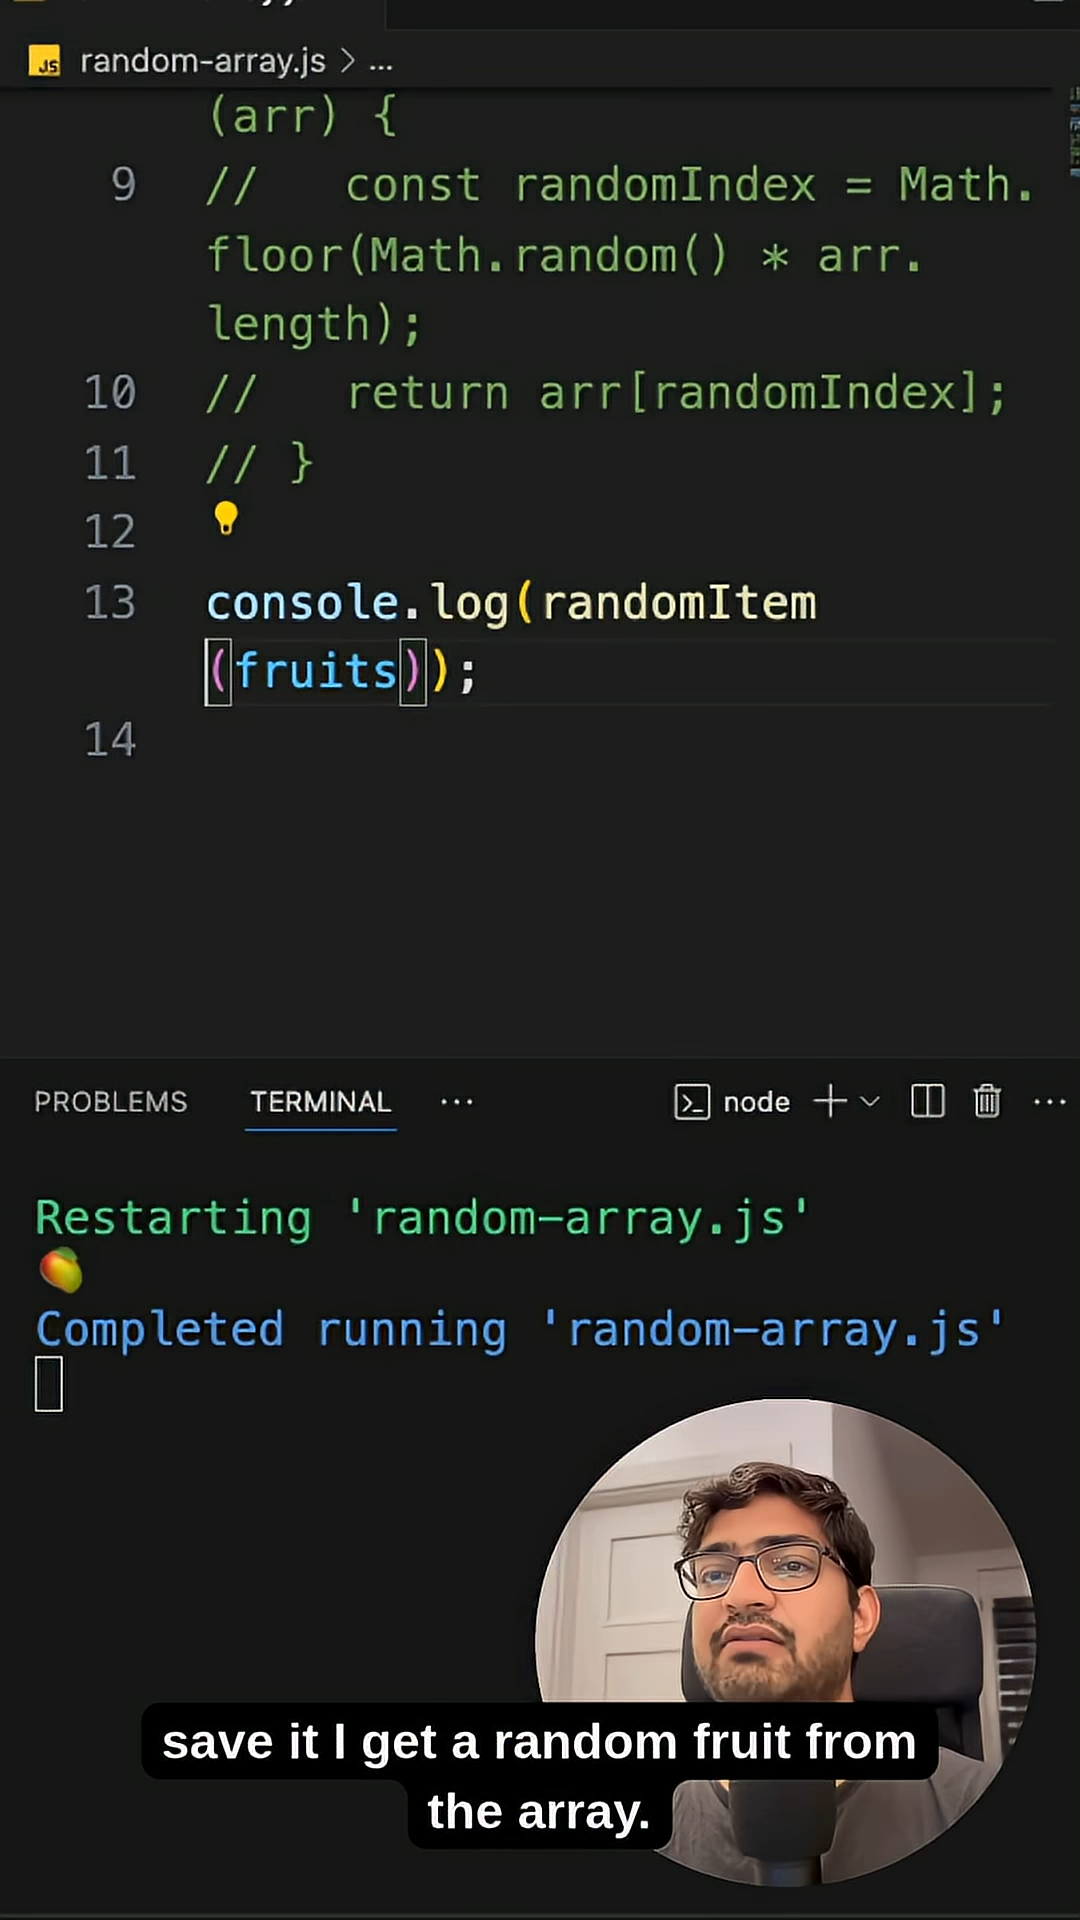 JS random-array.js > ...
(arr) {
9 //   const randomIndex = Math.
floor(Math.random() * arr.
length);
10 //   return arr[randomIndex];
11 // }
12
13 console.log(randomItem
(fruits));
14
PROBLEMS TERMINAL ... node
Restarting 'random-array.js'
Completed running 'random-array.js'
save it I get a random fruit from
the array.